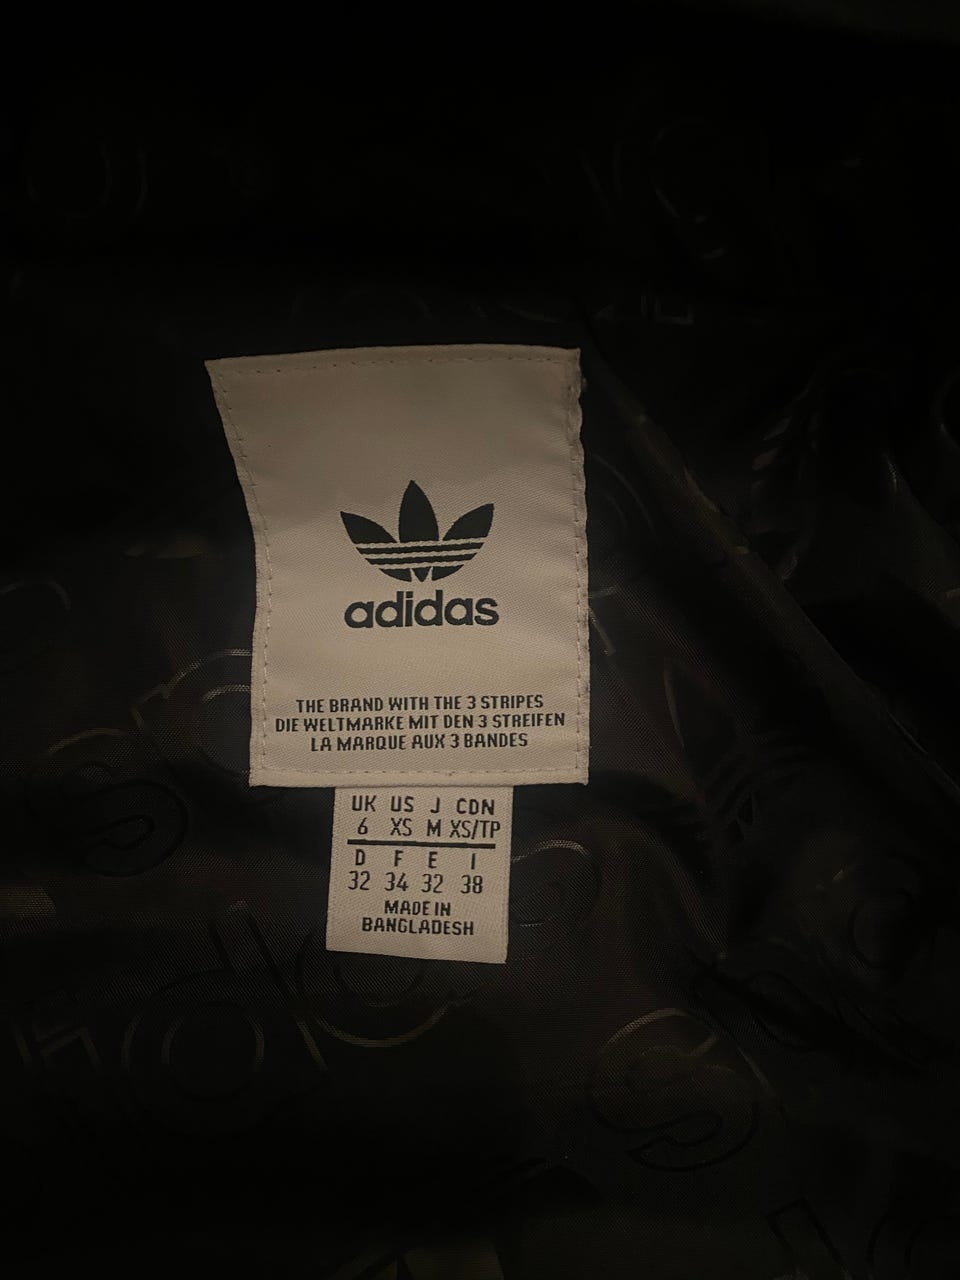 adidas
THE BRAND WITH THE 3 STRIPES
DIE WELTMARKE MIT DEN 3 STREIFEN
LA MARQUE AUX 3 BANDES
UK US J CDN
6 XS M XS/TP
D F E I
32 34 32 38
MADE IN
BANGLADESH